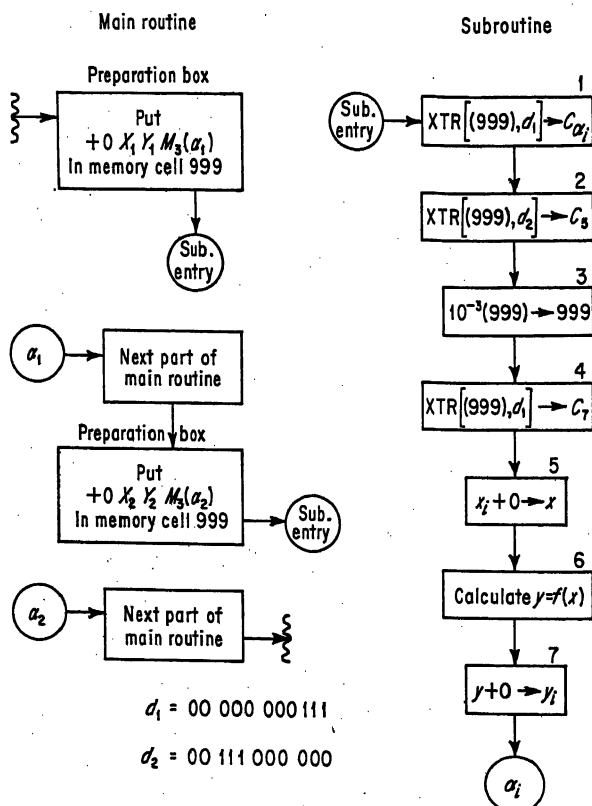 Main routine
Preparation box
Put
+0 X₁ Y₁ M₃(α₁)
In memory cell 999
Sub.
entry
α₁
Next part of
main routine
Preparation box
Put
+0 X₂ Y₂ M₃(α₂)
In memory cell 999
Sub.
entry
α₂
Next part of
main routine
d₁ = 00 000 000 111
d₂ = 00 111 000 000
Subroutine
Sub.
entry
1
XTR[(999),d₁]→Cαᵢ
2
XTR[(999),d₂]→C₅
3
10⁻³(999)→999
4
XTR[(999),d₁]→C₇
5
xᵢ+0→x
6
Calculate y=f(x)
7
y+0→yᵢ
αᵢ